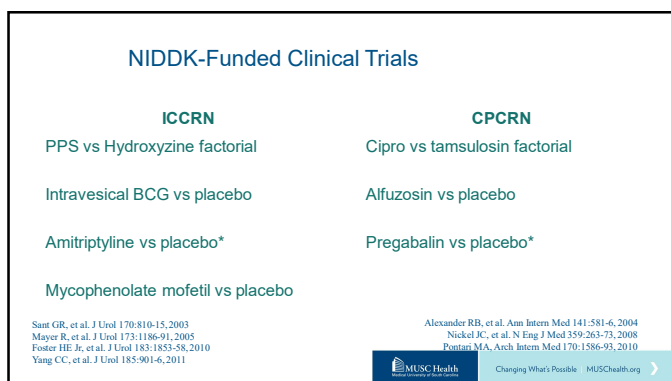 NIDDK-Funded Clinical Trials
ICCRN
PPS vs Hydroxyzine factorial
Intravesical BCG vs placebo
Amitriptyline vs placebo*
Mycophenolate mofetil vs placebo
CPCRN
Cipro vs tamsulosin factorial
Alfuzosin vs placebo
Pregabalin vs placebo*
Sant GR, et al. J Urol 170:810-15, 2003
Mayer R, et al. J Urol 173:1186-91, 2005
Foster HE Jr, et al. J Urol 183:1853-58, 2010
Yang CC, et al. J Urol 185:901-6, 2011
Alexander RB, et al. Ann Intern Med 141:581-6, 2004
Nickel JC, et al. N Eng J Med 359:263-73, 2008
Pontari MA, Arch Intern Med 170:1586-93, 2010
MUSC Health
Medical University of South Carolina
Changing What's Possible | MUSChealth.org